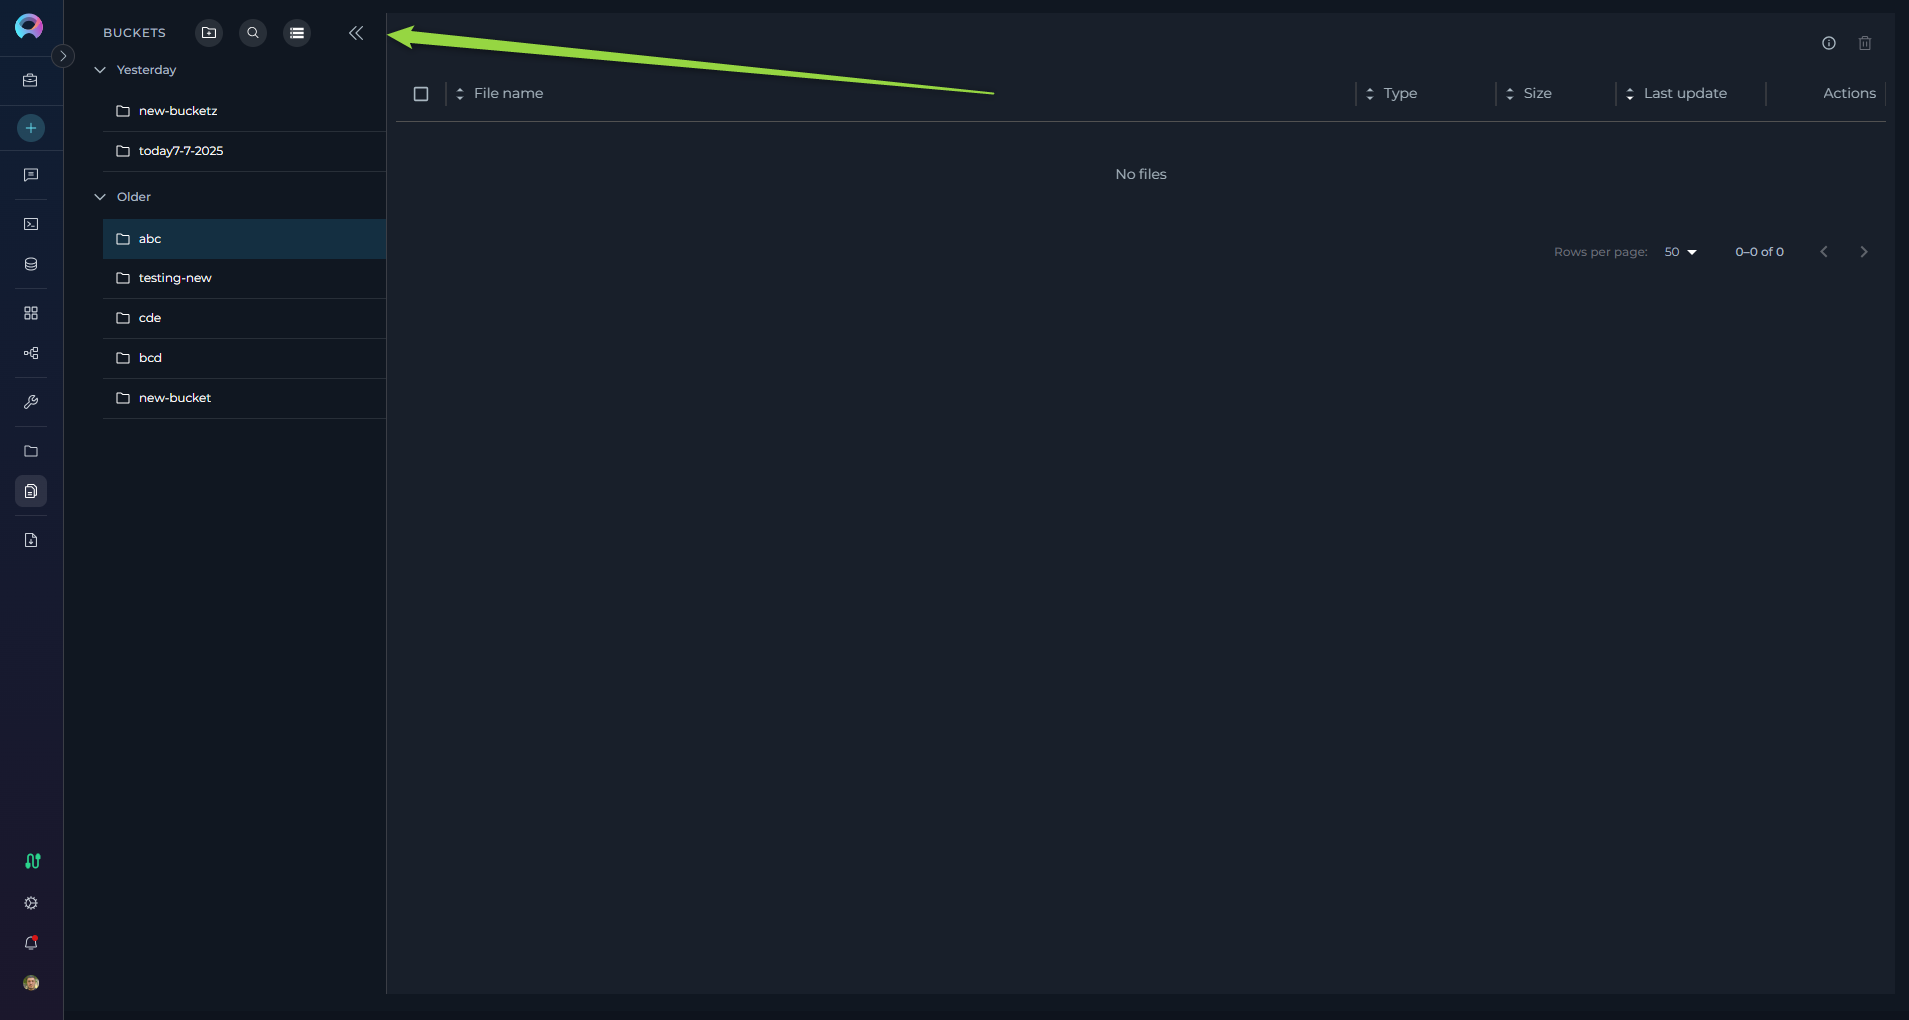 BUCKETS
Yesterday
new-bucketz
today7-7-2025
Older
abc
testing-new
cde
bcd
new-bucket
File name Type Size Last update Actions
No files
Rows per page: 50 0–0 of 0